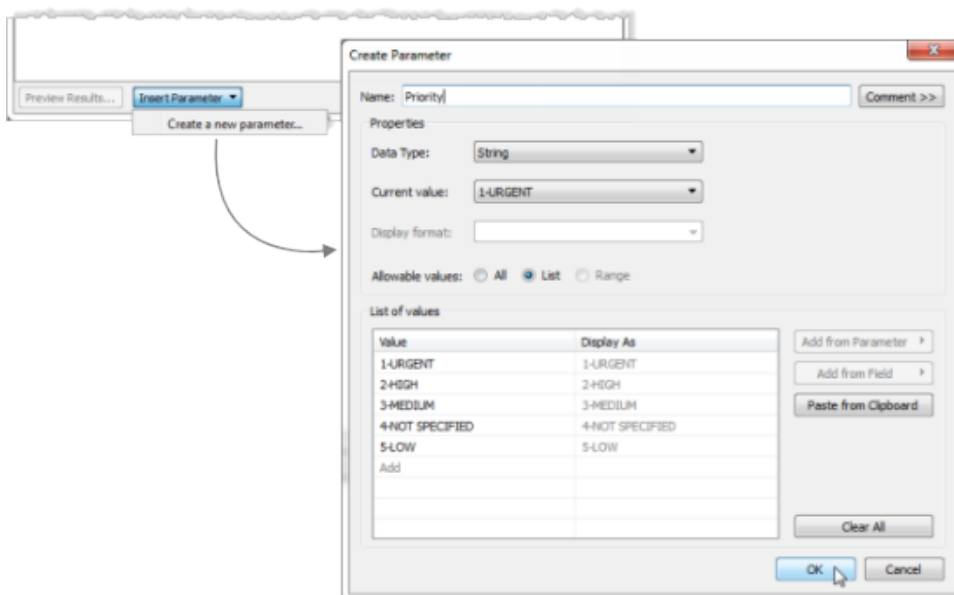 Preview Results...
Insert Parameter
Create a new parameter...
Create Parameter
Name: Priority
Comment >>
Properties
Data Type: String
Current value: 1-URGENT
Display format:
Allowable values: All List Range
List of values
Value Display As
1-URGENT 1-URGENT
2-HIGH 2-HIGH
3-MEDIUM 3-MEDIUM
4-NOT SPECIFIED 4-NOT SPECIFIED
5-LOW 5-LOW
Add
Add from Parameter
Add from Field
Paste from Clipboard
Clear All
OK Cancel